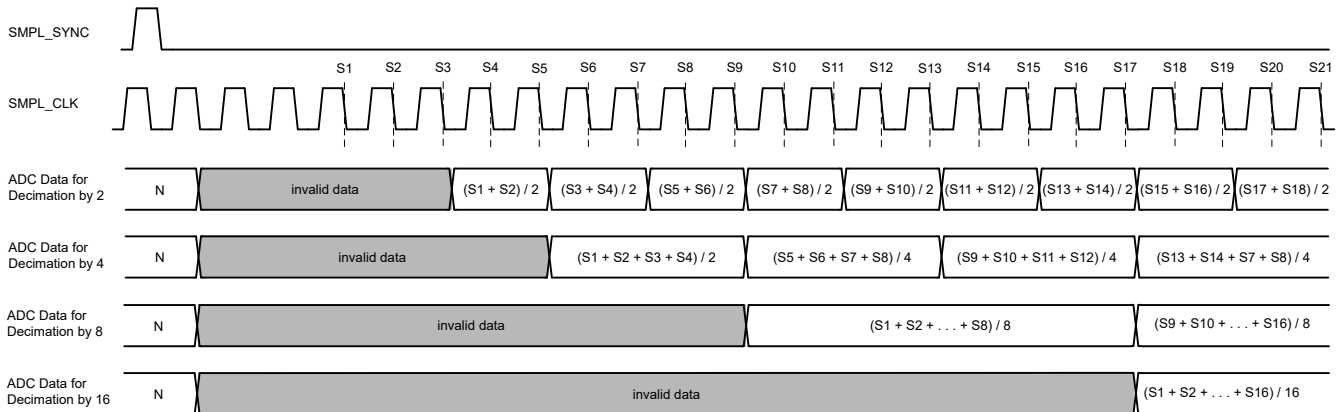 SMPL_SYNC
S1 S2 S3 S4 S5 S6 S7 S8 S9 S10 S11 S12 S13 S14 S15 S16 S17 S18 S19 S20 S21
SMPL_CLK
ADC Data for
Decimation by 2
N invalid data (S1 + S2) / 2 (S3 + S4) / 2 (S5 + S6) / 2 (S7 + S8) / 2 (S9 + S10) / 2 (S11 + S12) / 2 (S13 + S14) / 2 (S15 + S16) / 2 (S17 + S18) / 2
ADC Data for
Decimation by 4
N invalid data (S1 + S2 + S3 + S4) / 2 (S5 + S6 + S7 + S8) / 4 (S9 + S10 + S11 + S12) / 4 (S13 + S14 + S7 + S8) / 4
ADC Data for
Decimation by 8
N invalid data (S1 + S2 + . . . + S8) / 8 (S9 + S10 + . . . + S16) / 8
ADC Data for
Decimation by 16
N invalid data (S1 + S2 + . . . + S16) / 16